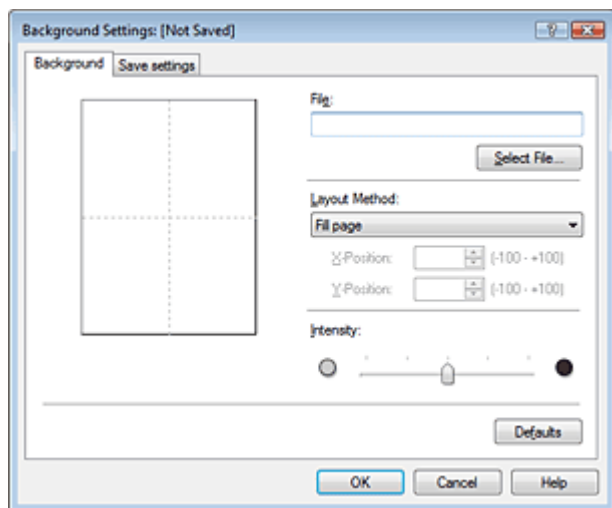 Background Settings: [Not Saved]
Background
Save settings
File:
Select File...
Layout Method:
Fill page
X-Position:
(-100 - +100)
Y-Position:
(-100 - +100)
Intensity:
Defaults
OK
Cancel
Help